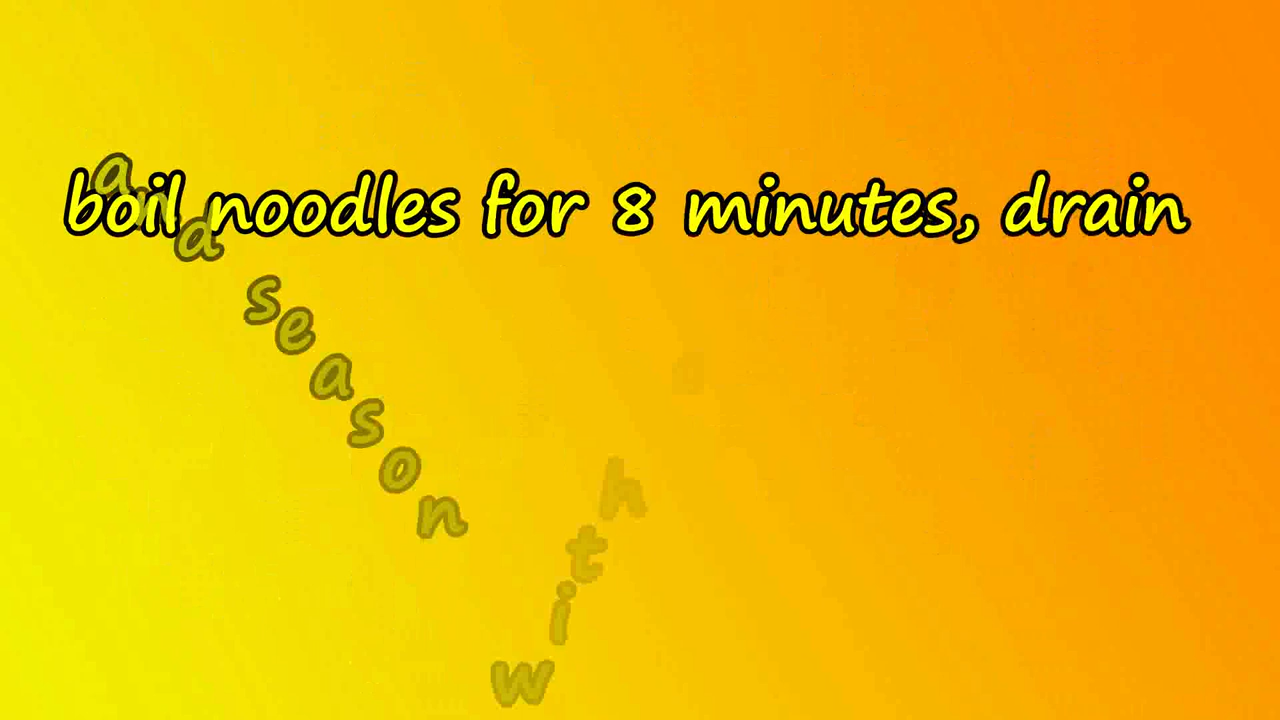 boil noodles for 8 minutes, drain
and season with